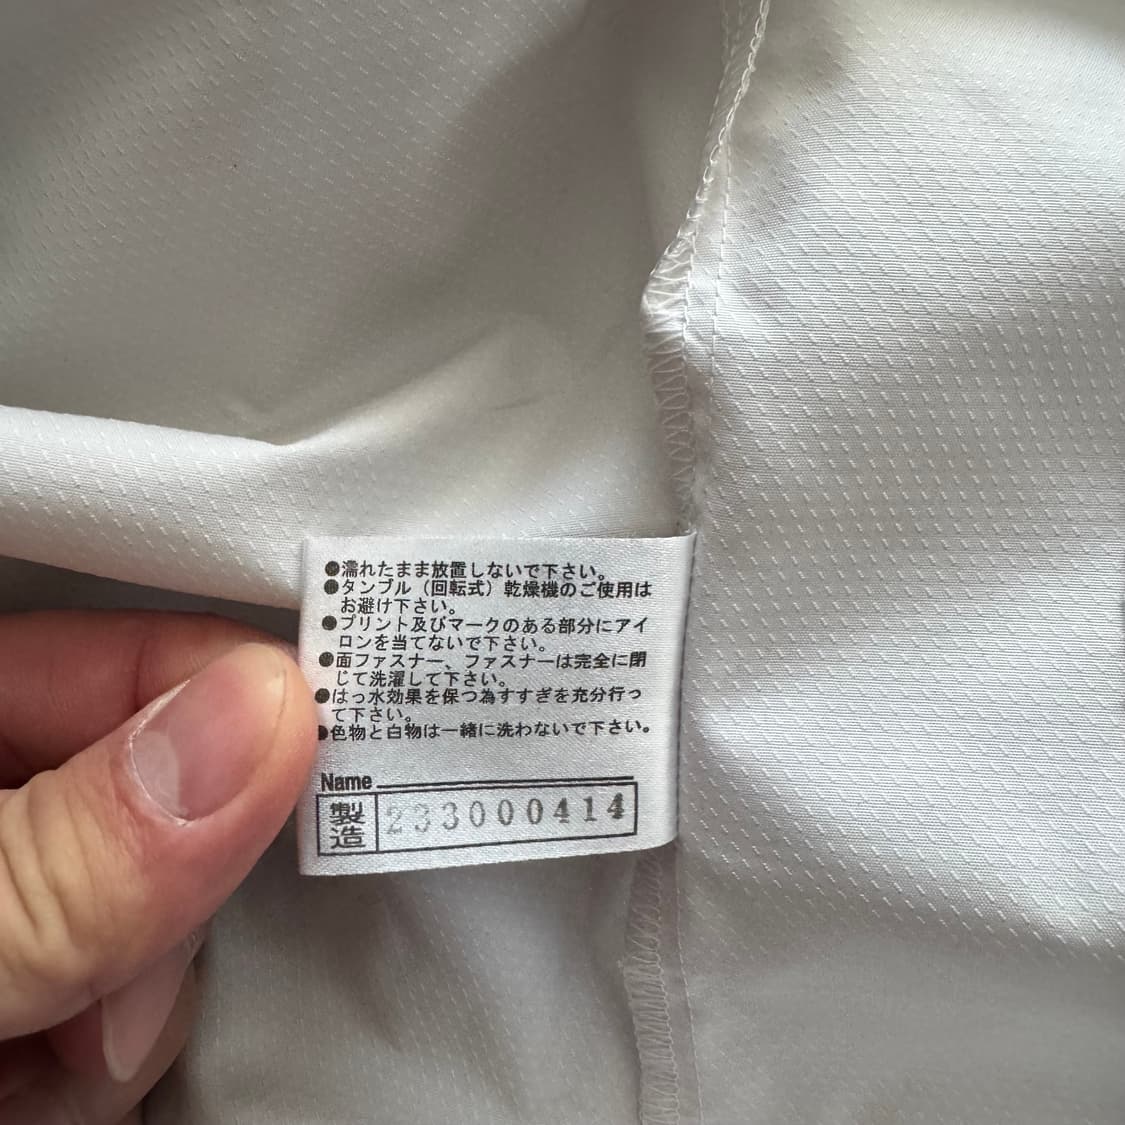 ●濡れたまま放置しないで下さい。
●タンブル（回転式）乾燥機のご使用は
お避け下さい。
●プリント及びマークのある部分にアイ
ロンを当てないで下さい。
●面ファスナー、ファスナーは完全に閉
じて洗濯して下さい。
●はっ水効果を保つ為すすぎを充分行っ
て下さい。
●色物と白物は一緒に洗わないで下さい。
Name
製造 233000414